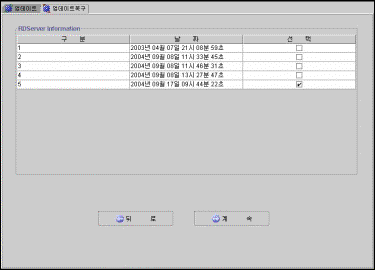 업데이트 업데이트복구
RDServer Information
구 분 날 짜 선 택
1 2003년 04월 07일 21시 08분 59초
2 2004년 09월 08일 11시 33분 45초
3 2004년 09월 08일 11시 46분 31초
4 2004년 09월 08일 13시 27분 47초
5 2004년 09월 17일 09시 44분 22초
뒤 로 계 속